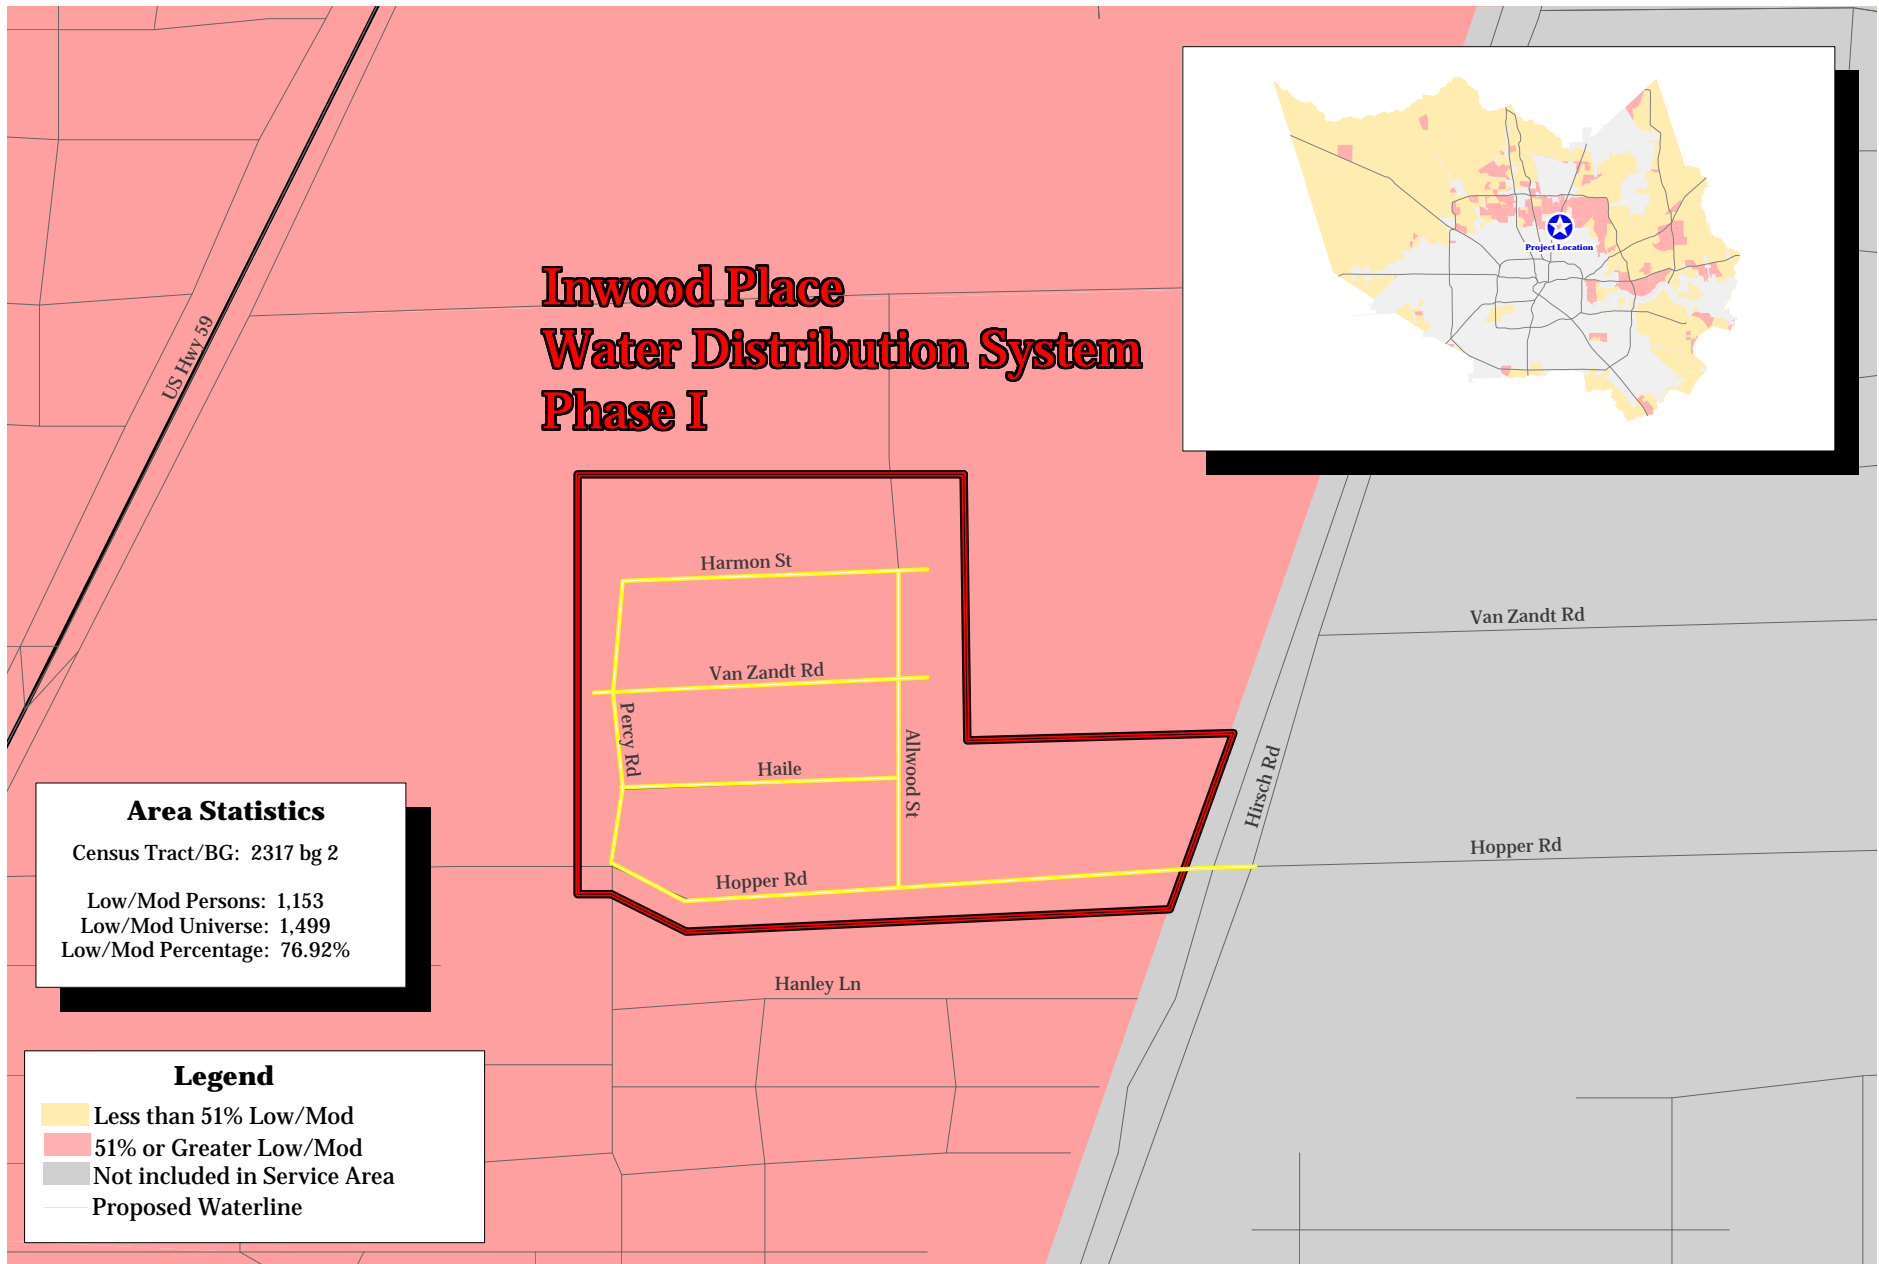 Inwood Place
Water Distribution System
Phase I
Project Location
US Hwy 59
Harmon St
Van Zandt Rd
Van Zandt Rd
Percy Rd
Allwood St
Haile
Hirsch Rd
Hopper Rd
Hopper Rd
Hanley Ln
Area Statistics
Census Tract/BG: 2317 bg 2
Low/Mod Persons: 1,153
Low/Mod Universe: 1,499
Low/Mod Percentage: 76.92%
Legend
Less than 51% Low/Mod
51% or Greater Low/Mod
Not included in Service Area
Proposed Waterline